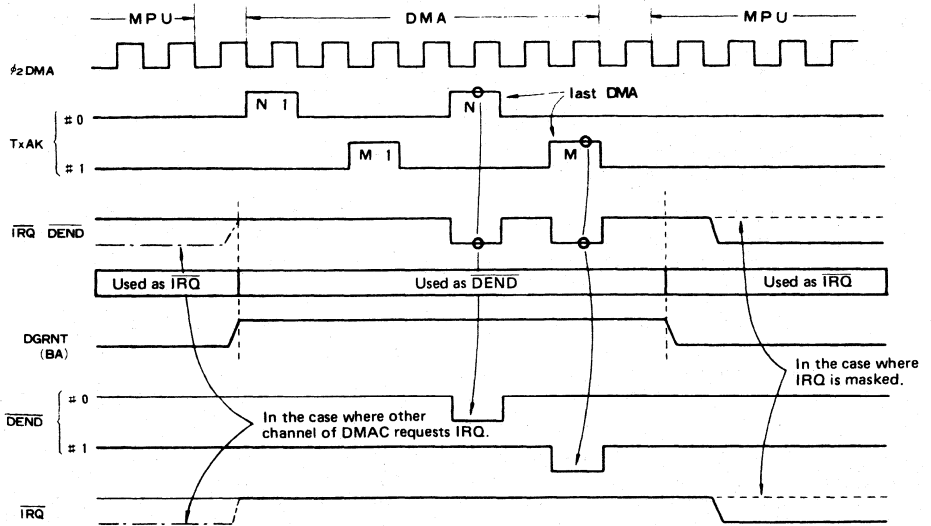 MPU DMA MPU
φ2 DMA
last DMA
# 0 N 1 N
TxAK
# 1 M 1 M
IRQ DEND
Used as IRQ Used as DEND Used as IRQ
DGRNT
(BA)
In the case where
IRQ is masked.
# 0
DEND
In the case where other
channel of DMAC requests IRQ.
# 1
IRQ